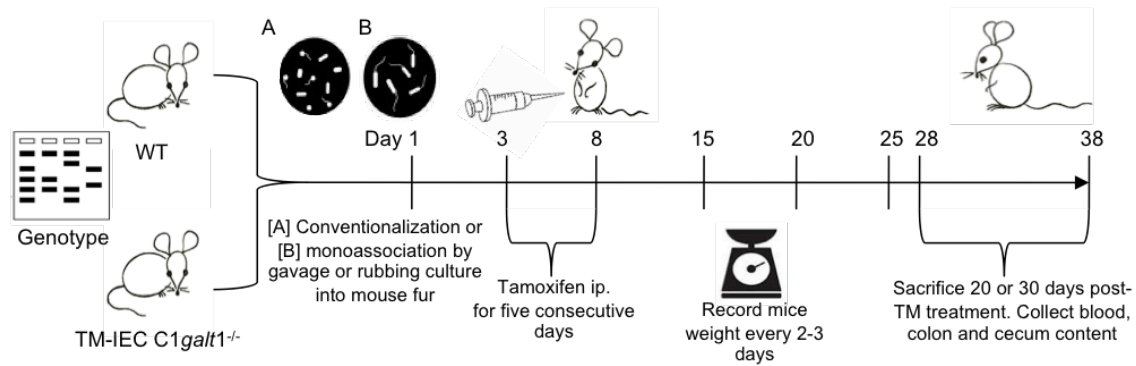 A
B
WT
Genotype
TM-IEC C1galt1-/-
Day 1
3
8
15
20
25
28
38
[A] Conventionalization or
[B] monoassociation by
gavage or rubbing culture
into mouse fur
Tamoxifen ip.
for five consecutive
days
Record mice
weight every 2-3
days
Sacrifice 20 or 30 days post-
TM treatment. Collect blood,
colon and cecum content